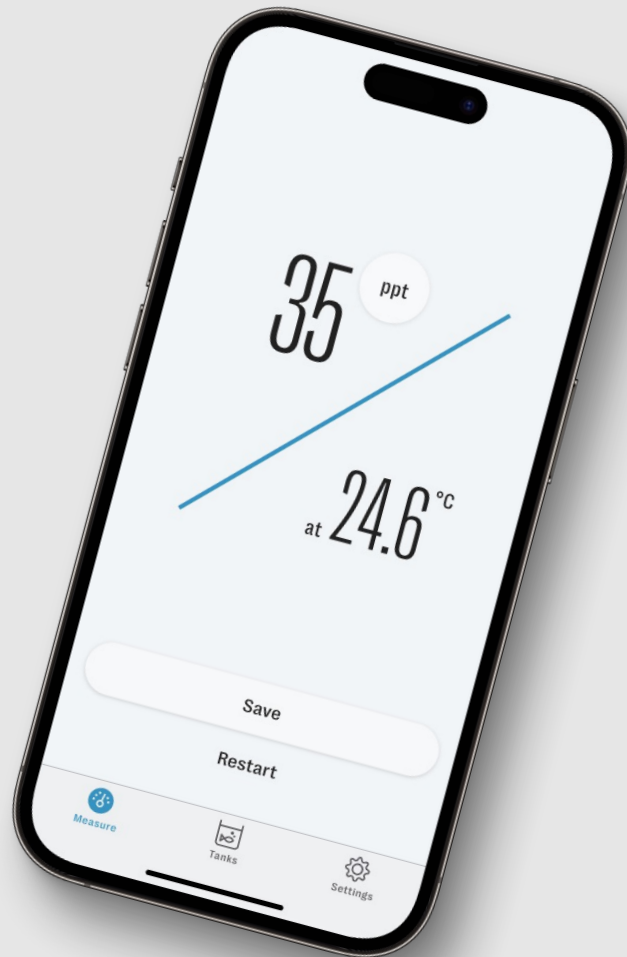 35 ppt
at 24.6 °C
Save
Restart
Measure
Tanks
Settings